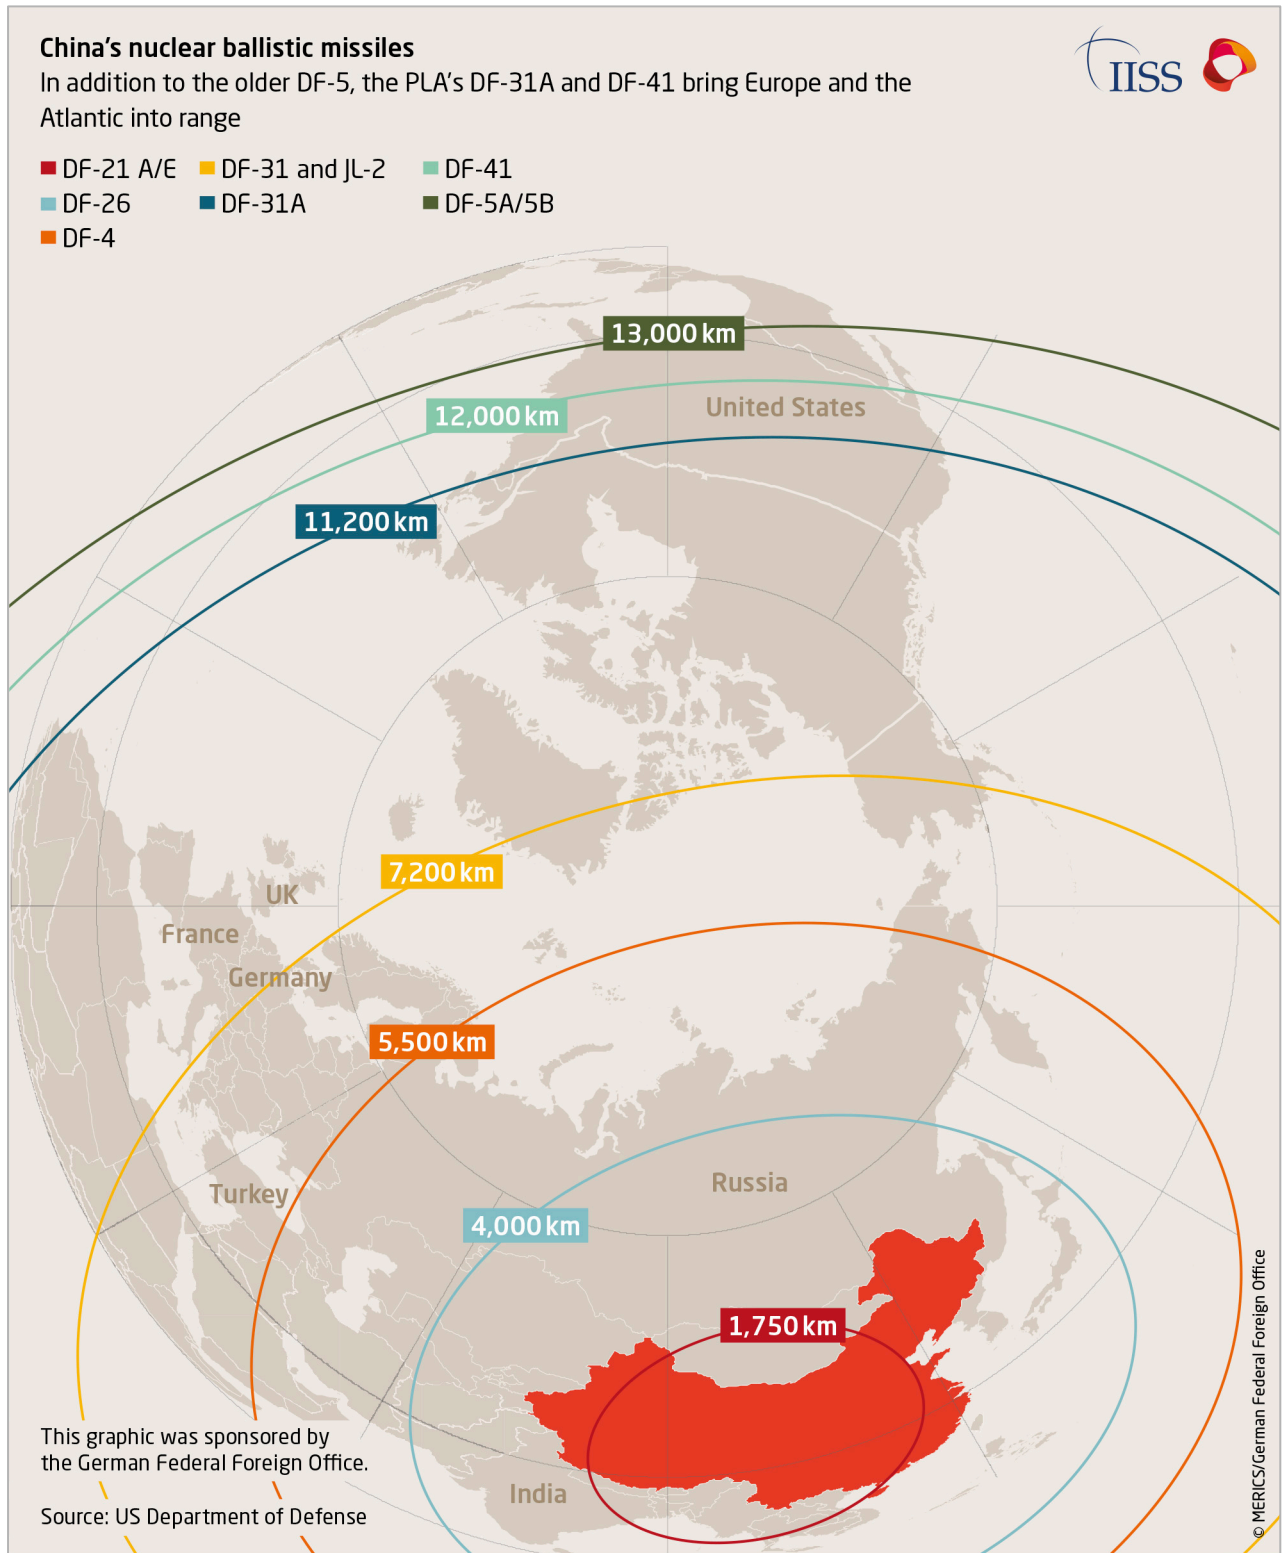 China's nuclear ballistic missiles
In addition to the older DF-5, the PLA's DF-31A and DF-41 bring Europe and the
Atlantic into range
IISS
DF-21 A/E
DF-31 and JL-2
DF-41
DF-26
DF-31A
DF-5A/5B
DF-4
13,000 km
United States
12,000 km
11,200 km
7,200 km
UK
France
Germany
5,500 km
Russia
Turkey
4,000 km
1,750 km
India
This graphic was sponsored by
the German Federal Foreign Office.
Source: US Department of Defense
© MERICS/German Federal Foreign Office